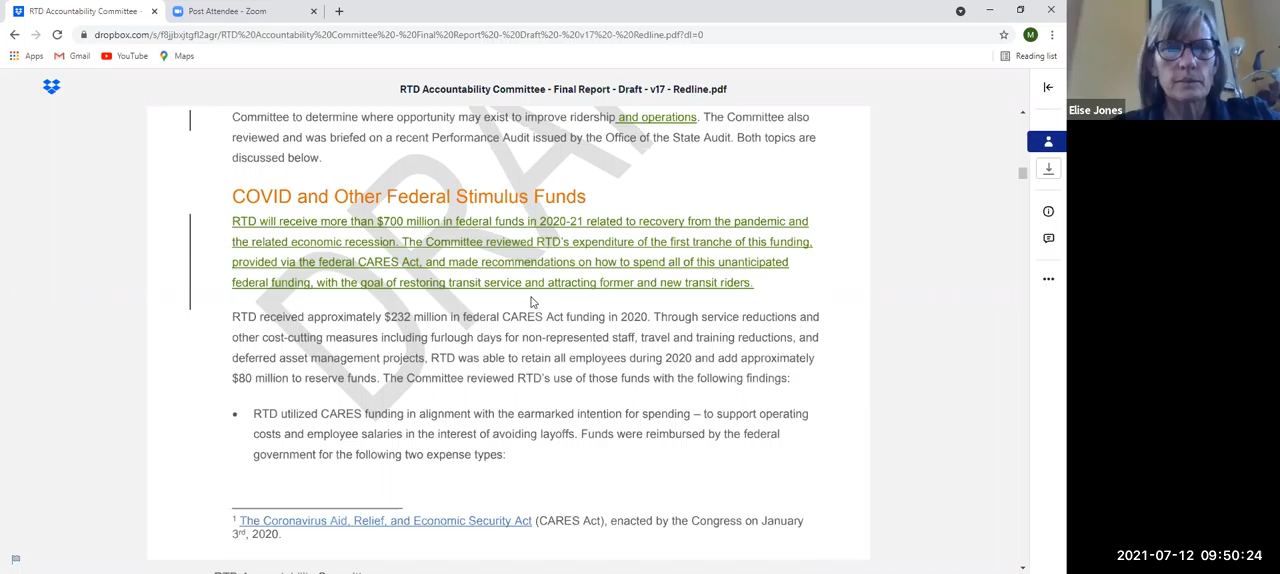 RTD Accountability Committee -
Post Attendee - Zoom
dropbox.com/s/f8jjbxjtgfl2agr/RTD%20Accountability%20Committee%20-%20Final%20Report%20-%20Draft%20-%20v17%20-%20Redline.pdf?dl=0
M
Apps
Gmail
YouTube
Maps
Reading list
RTD Accountability Committee - Final Report - Draft - v17 - Redline.pdf
Elise Jones
DRAFT
Committee to determine where opportunity may exist to improve ridership and operations. The Committee also
reviewed and was briefed on a recent Performance Audit issued by the Office of the State Audit. Both topics are
discussed below.
COVID and Other Federal Stimulus Funds
RTD will receive more than $700 million in federal funds in 2020-21 related to recovery from the pandemic and
the related economic recession. The Committee reviewed RTD's expenditure of the first tranche of this funding,
provided via the federal CARES Act, and made recommendations on how to spend all of this unanticipated
federal funding, with the goal of restoring transit service and attracting former and new transit riders.
RTD received approximately $232 million in federal CARES Act funding in 2020. Through service reductions and
other cost-cutting measures including furlough days for non-represented staff, travel and training reductions, and
deferred asset management projects, RTD was able to retain all employees during 2020 and add approximately
$80 million to reserve funds. The Committee reviewed RTD's use of those funds with the following findings:
• RTD utilized CARES funding in alignment with the earmarked intention for spending – to support operating
costs and employee salaries in the interest of avoiding layoffs. Funds were reimbursed by the federal
government for the following two expense types:
1 The Coronavirus Aid, Relief, and Economic Security Act (CARES Act), enacted by the Congress on January
3rd, 2020.
2021-07-12 09:50:24